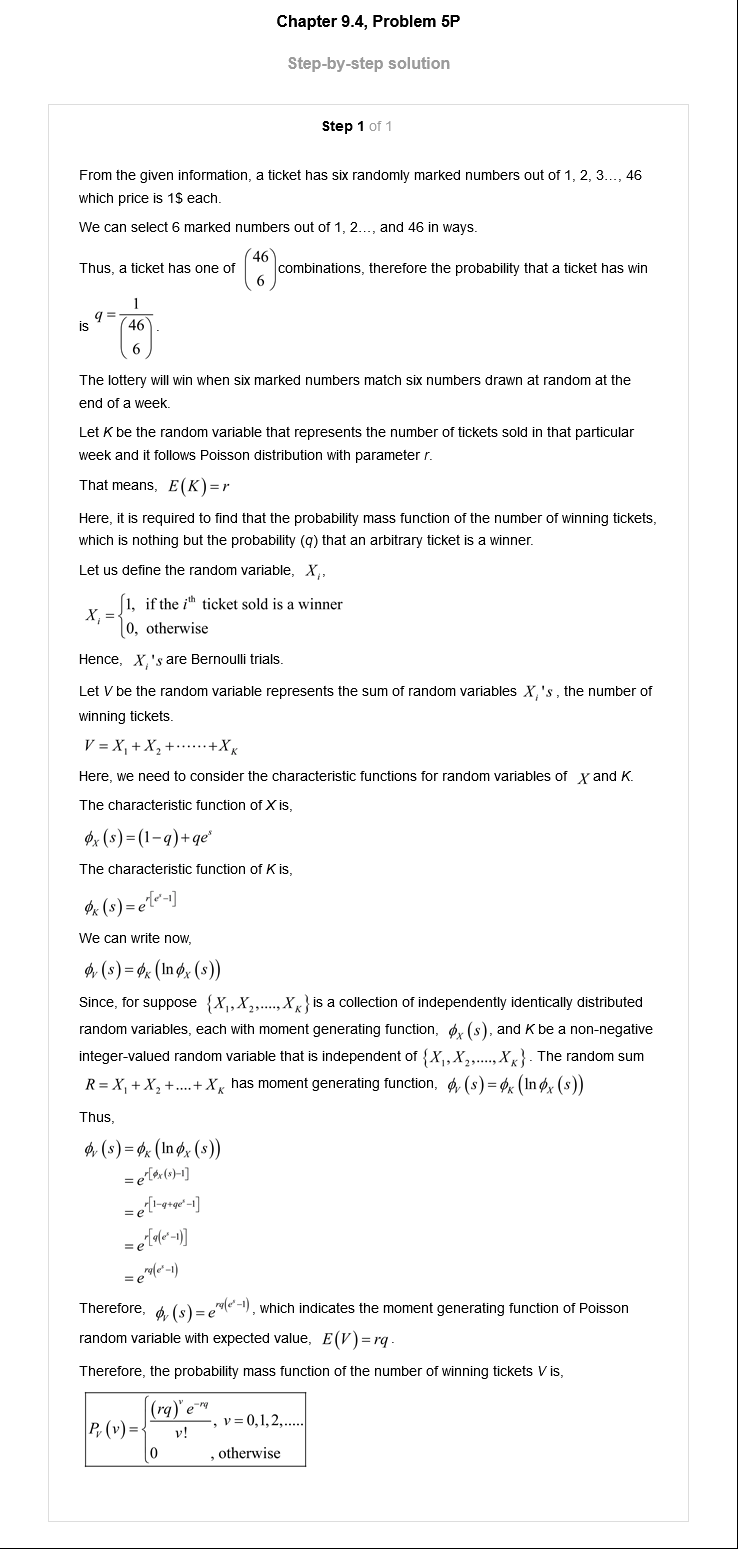 Chapter 9.4, Problem 5P
Step-by-step solution
Step 1 of 1
From the given information, a ticket has six randomly marked numbers out of 1, 2, 3…, 46
which price is 1$ each.
We can select 6 marked numbers out of 1, 2…, and 46 in ways.
Thus, a ticket has one of \binom{46}{6} combinations, therefore the probability that a ticket has win
is q = \frac{1}{\binom{46}{6}}.
The lottery will win when six marked numbers match six numbers drawn at random at the
end of a week.
Let K be the random variable that represents the number of tickets sold in that particular
week and it follows Poisson distribution with parameter r.
That means, E(K) = r
Here, it is required to find that the probability mass function of the number of winning tickets,
which is nothing but the probability (q) that an arbitrary ticket is a winner.
Let us define the random variable, X_i,
X_i = \begin{cases} 1, & \text{if the } i^{th} \text{ ticket sold is a winner} \\ 0, & \text{otherwise} \end{cases}
Hence, X_i's are Bernoulli trials.
Let V be the random variable represents the sum of random variables X_i's, the number of
winning tickets.
V = X_1 + X_2 + ⋯⋯ + X_K
Here, we need to consider the characteristic functions for random variables of X and K.
The characteristic function of X is,
\phi_X(s) = (1-q) + qe^s
The characteristic function of K is,
\phi_K(s) = e^{r[e^s-1]}
We can write now,
\phi_V(s) = \phi_K(\ln \phi_X(s))
Since, for suppose {X_1, X_2, ...., X_K} is a collection of independently identically distributed
random variables, each with moment generating function, \phi_X(s), and K be a non-negative
integer-valued random variable that is independent of {X_1, X_2, ...., X_K}. The random sum
R = X_1 + X_2 + .... + X_K has moment generating function, \phi_V(s) = \phi_K(\ln \phi_X(s))
Thus,
\phi_V(s) = \phi_K(\ln \phi_X(s))
= e^{r[\phi_X(s)-1]}
= e^{r[1-q+qe^s-1]}
= e^{r[q(e^s-1)]}
= e^{rq(e^s-1)}
Therefore, \phi_V(s) = e^{rq(e^s-1)}, which indicates the moment generating function of Poisson
random variable with expected value, E(V) = rq.
Therefore, the probability mass function of the number of winning tickets V is,
P_V(v) = \begin{cases} \frac{(rq)^v e^{-rq}}{v!}, & v = 0,1,2,..... \\ 0 & , \text{otherwise} \end{cases}